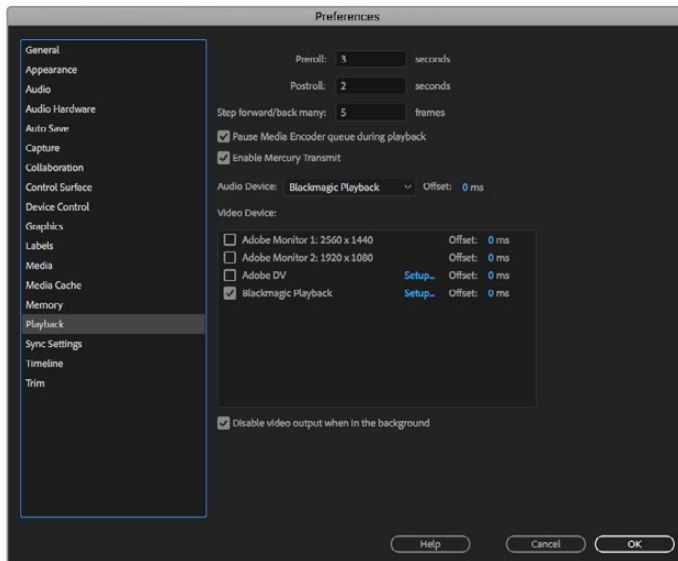 Preferences
General
Appearance
Audio
Audio Hardware
Auto Save
Capture
Collaboration
Control Surface
Device Control
Graphics
Labels
Media
Media Cache
Memory
Playback
Sync Settings
Timeline
Trim
Preroll: 3 seconds
Postroll: 2 seconds
Step forward/back many: 5 frames
Pause Media Encoder queue during playback
Enable Mercury Transmit
Audio Device: Blackmagic Playback Offset: 0 ms
Video Device:
Adobe Monitor 1: 2560 x 1440 Offset: 0 ms
Adobe Monitor 2: 1920 x 1080 Offset: 0 ms
Adobe DV Setup... Offset: 0 ms
Blackmagic Playback Setup... Offset: 0 ms
Disable video output when in the background
Help Cancel OK